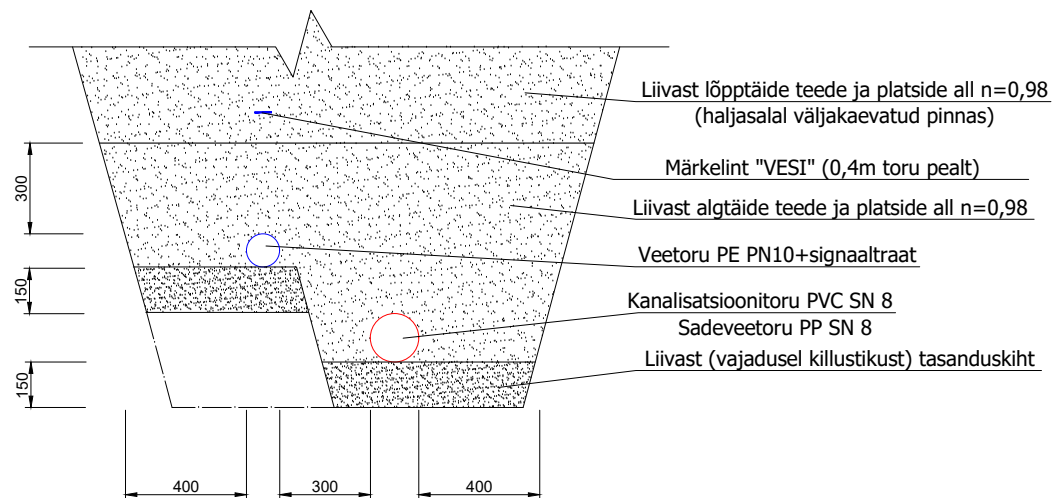 Liivast lõpptäide teede ja platside all n=0,98
(haljasalal väljakaevatud pinnas)
Märkelint "VESI" (0,4m toru pealt)
Liivast algtäide teede ja platside all n=0,98
Veetoru PE PN10+signaaltraat
Kanalisatsioonitoru PVC SN 8
Sadeveetoru PP SN 8
Liivast (vajadusel killustikust) tasanduskiht
300
150
150
400
300
400